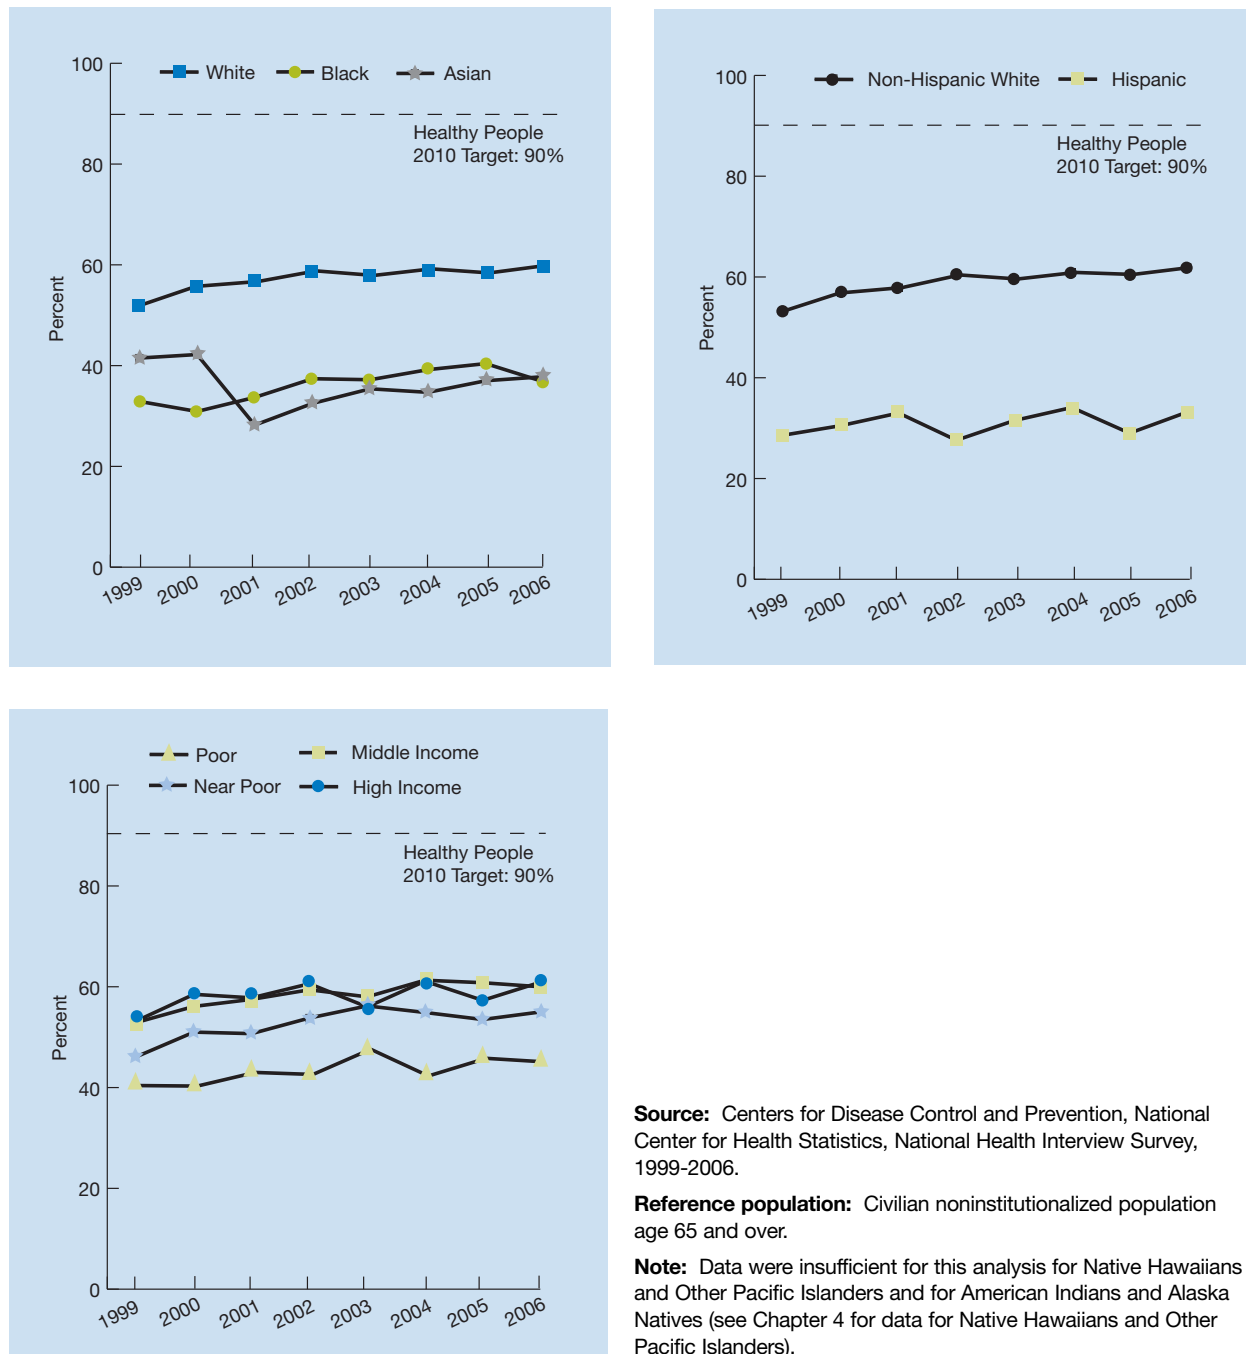 White Black Asian
100
80
60
40
20
0
Percent
Healthy People
2010 Target: 90%
1999 2000 2001 2002 2003 2004 2005 2006
Non-Hispanic White Hispanic
100
80
60
40
20
0
Percent
Healthy People
2010 Target: 90%
1999 2000 2001 2002 2003 2004 2005 2006
Poor Middle Income
Near Poor High Income
100
80
60
40
20
0
Percent
Healthy People
2010 Target: 90%
1999 2000 2001 2002 2003 2004 2005 2006
Source: Centers for Disease Control and Prevention, National
Center for Health Statistics, National Health Interview Survey,
1999-2006.
Reference population: Civilian noninstitutionalized population
age 65 and over.
Note: Data were insufficient for this analysis for Native Hawaiians
and Other Pacific Islanders and for American Indians and Alaska
Natives (see Chapter 4 for data for Native Hawaiians and Other
Pacific Islanders).